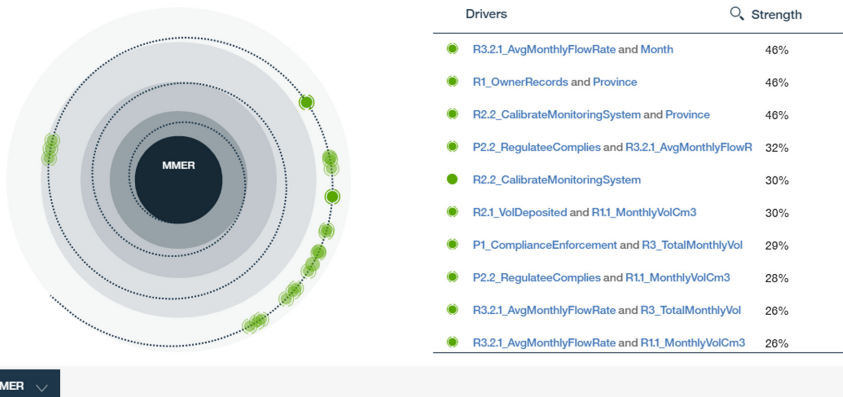 Drivers Strength
R3.2.1_AvgMonthlyFlowRate and Month 46%
R1_OwnerRecords and Province 46%
R2.2_CalibrateMonitoringSystem and Province 46%
P2.2_RegulateeComplies and R3.2.1_AvgMonthlyFlowR 32%
MMER
R2.2_CalibrateMonitoringSystem 30%
R2.1_VolDeposited and R1.1_MonthlyVolCm3 30%
P1_ComplianceEnforcement and R3_TotalMonthlyVol 29%
P2.2_RegulateeComplies and R1.1_MonthlyVolCm3 28%
R3.2.1_AvgMonthlyFlowRate and R3_TotalMonthlyVol 26%
R3.2.1_AvgMonthlyFlowRate and R1.1_MonthlyVolCm3 26%
MER